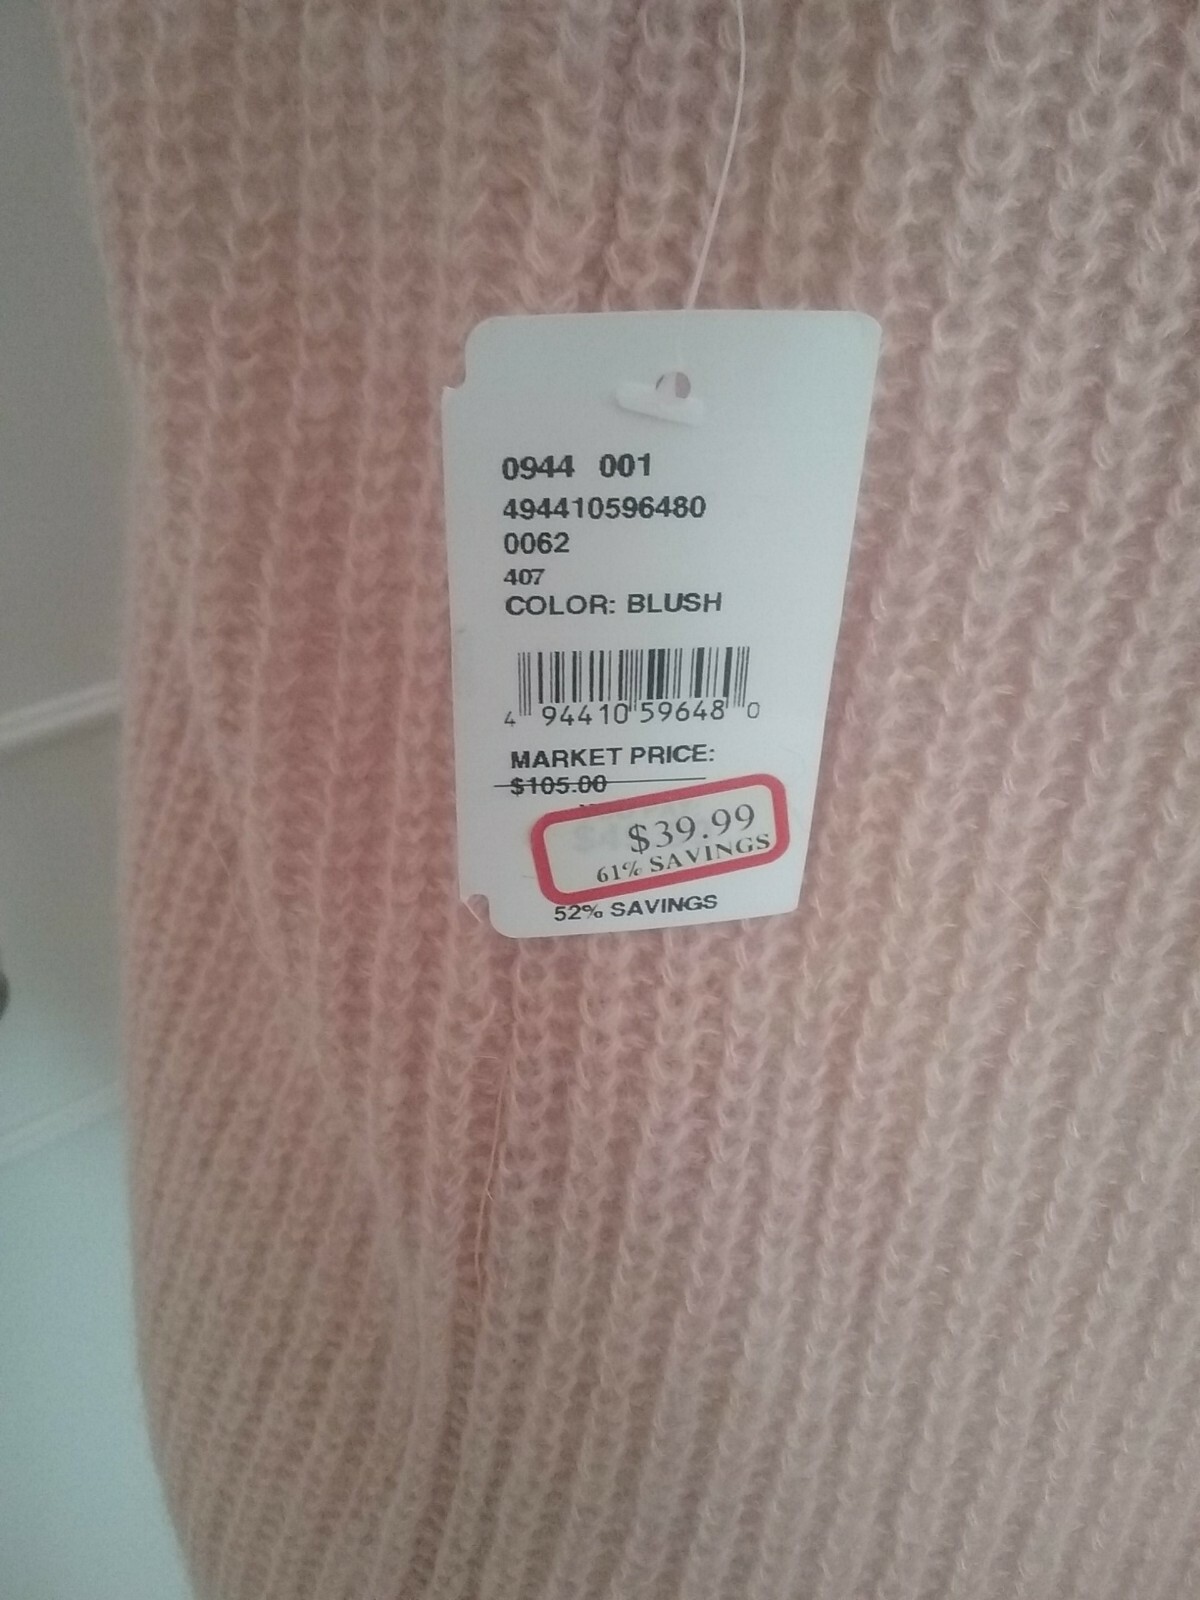 0944 001
494410596480
0062
407
COLOR: BLUSH
4 94410 59648 0
MARKET PRICE:
$105.00
$39.99
61% SAVINGS
52% SAVINGS